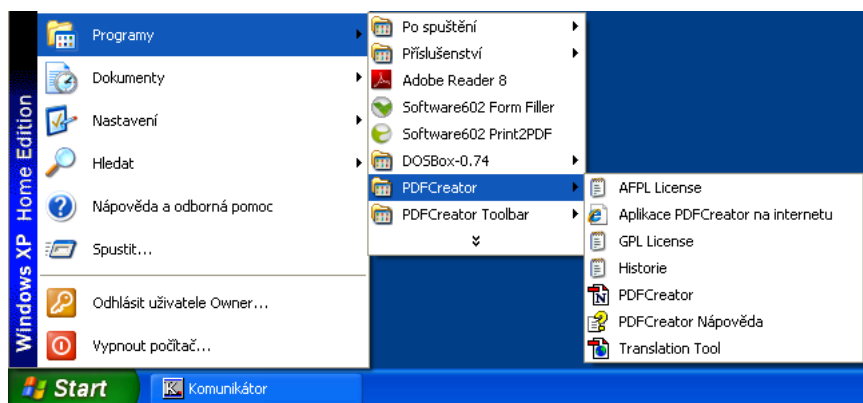 Windows XP Home Edition
Programy
Dokumenty
Nastavení
Hledat
Nápověda a odborná pomoc
Spustit...
Odhlásit uživatele Owner...
Vypnout počítač...
Po spuštění
Příslušenství
Adobe Reader 8
Software602 Form Filler
Software602 Print2PDF
DOSBox-0.74
PDFCreator
PDFCreator Toolbar
AFPL License
Aplikace PDFCreator na internetu
GPL License
Historie
PDFCreator
PDFCreator Nápověda
Translation Tool
Start
Komunikátor